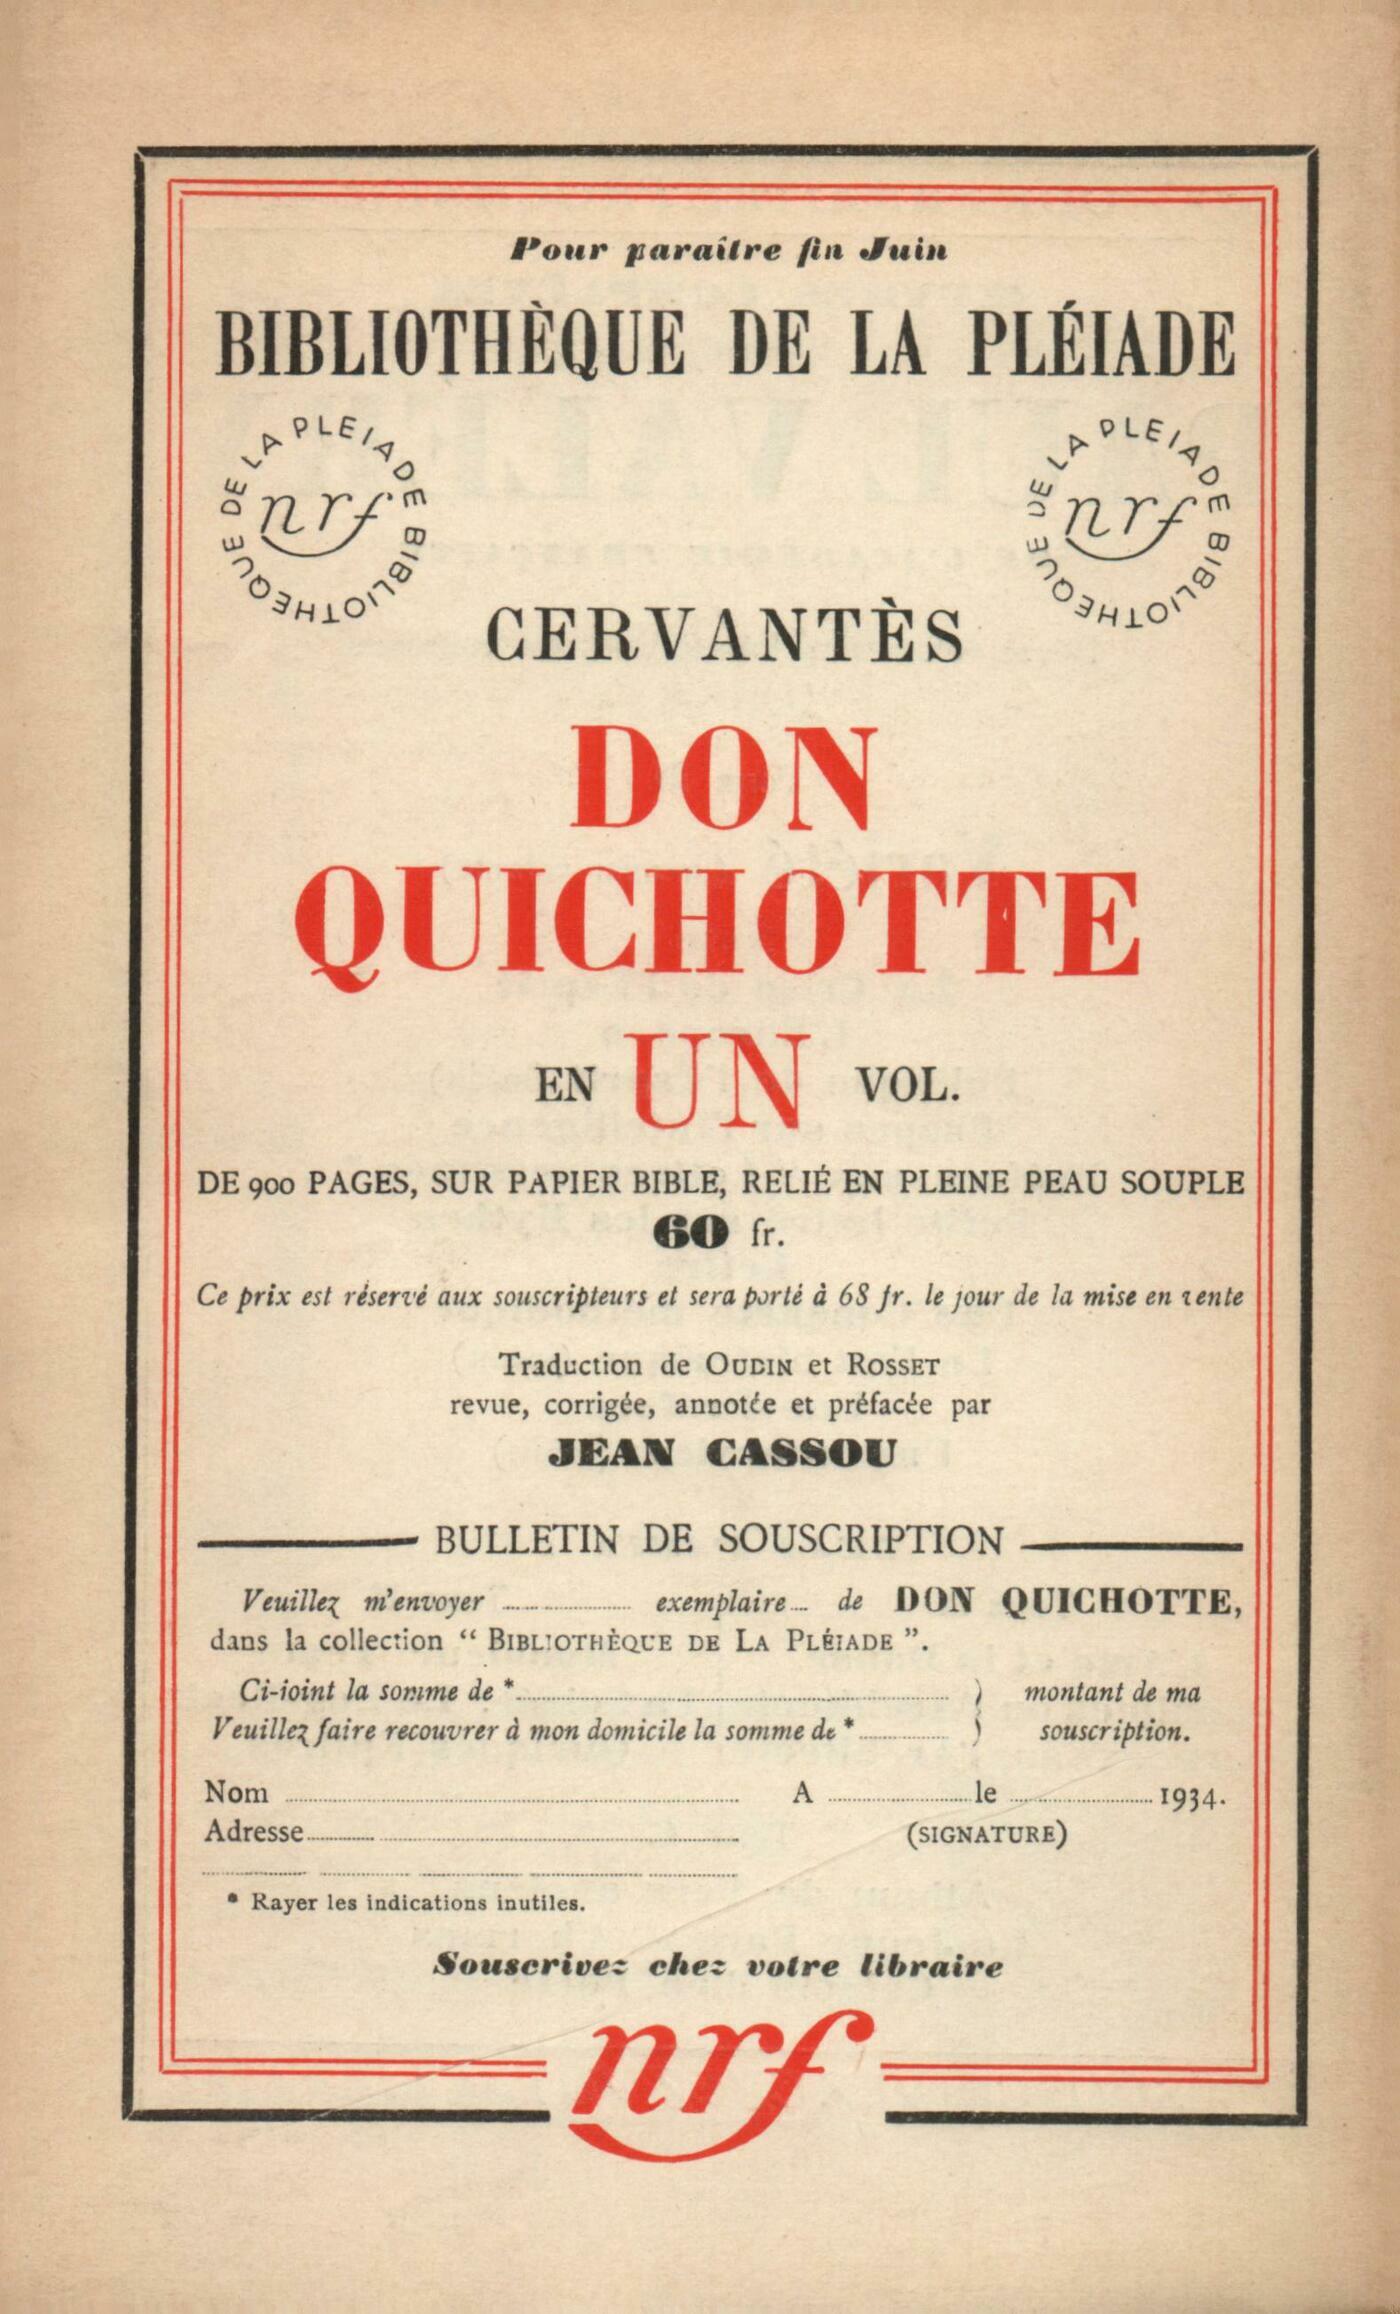 Pour paraître fin Juin
BIBLIOTHÈQUE DE LA PLÉIADE
BIBLIOTHEQUE DE LA PLEIADE
nrf
BIBLIOTHEQUE DE LA PLEIADE
nrf
CERVANTÈS
DON
QUICHOTTE
EN UN VOL.
DE 900 PAGES, SUR PAPIER BIBLE, RELIÉ EN PLEINE PEAU SOUPLE
60 fr.
Ce prix est réservé aux souscripteurs et sera porté à 68 fr. le jour de la mise en vente
Traduction de OUDIN et ROSSET
revue, corrigée, annotée et préfacée par
JEAN CASSOU
BULLETIN DE SOUSCRIPTION
Veuillez m'envoyer ........ exemplaire... de DON QUICHOTTE,
dans la collection “ BIBLIOTHÈQUE DE LA PLÉIADE ”.
Ci-joint la somme de *........ } montant de ma
Veuillez faire recouvrer à mon domicile la somme de *........ } souscription.
Nom ........ A ........ le ........ 1934.
Adresse ........ (SIGNATURE)
* Rayer les indications inutiles.
Souscrivez chez votre libraire
nrf